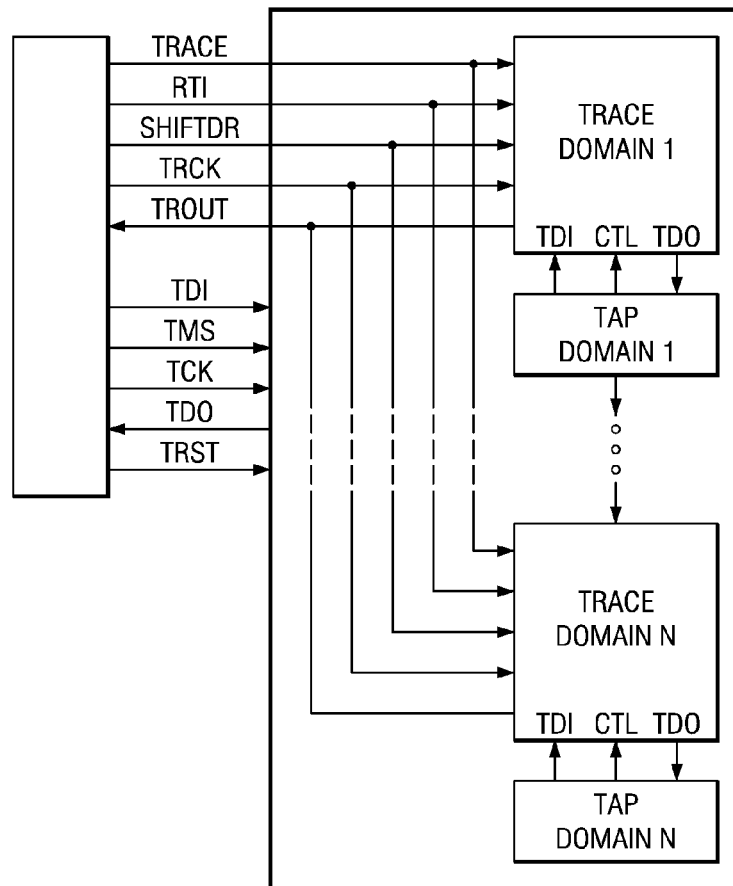 TRACE
RTI
SHIFTDR
TRCK
TROUT
TDI
TMS
TCK
TDO
TRST
TRACE
DOMAIN 1
TDI CTL TDO
TAP
DOMAIN 1
TRACE
DOMAIN N
TDI CTL TDO
TAP
DOMAIN N